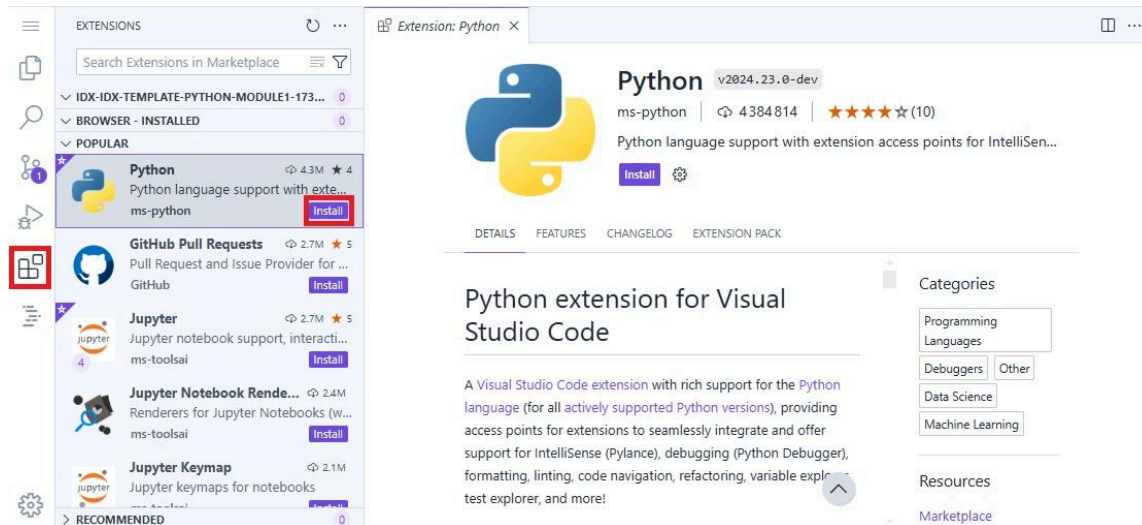 EXTENSIONS
Search Extensions in Marketplace
IDX-IDX-TEMPLATE-PYTHON-MODULE1-173... 0
BROWSER - INSTALLED 0
POPULAR
Python 4.3M ★ 4
Python language support with exte...
ms-python Install
GitHub Pull Requests 2.7M ★ 5
Pull Request and Issue Provider for ...
GitHub Install
Jupyter 2.7M ★ 5
Jupyter notebook support, interacti...
ms-toolsai Install
Jupyter Notebook Rende... 2.4M
Renderers for Jupyter Notebooks (w...
ms-toolsai Install
Jupyter Keymap 2.1M
Jupyter keymaps for notebooks
RECOMMENDED 0
1
jupyter
4
jupyter
Extension: Python ×
Python v2024.23.0-dev
ms-python 4384814 ★★★★☆(10)
Python language support with extension access points for IntelliSen...
Install
DETAILS FEATURES CHANGELOG EXTENSION PACK
Python extension for Visual
Studio Code
A Visual Studio Code extension with rich support for the Python
language (for all actively supported Python versions), providing
access points for extensions to seamlessly integrate and offer
support for IntelliSense (Pylance), debugging (Python Debugger),
formatting, linting, code navigation, refactoring, variable
test explorer, and more!
Categories
Programming
Languages
Debuggers Other
Data Science
Machine Learning
Resources
Marketplace